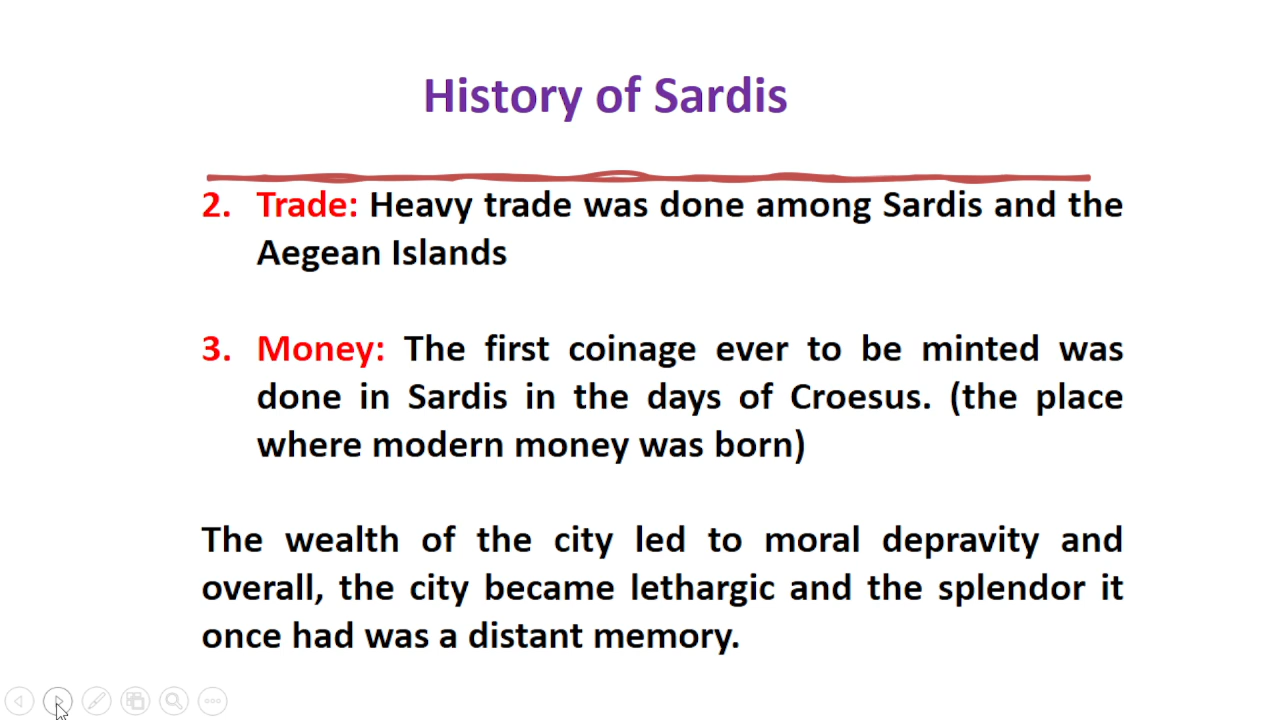 History of Sardis
2. Trade: Heavy trade was done among Sardis and the
Aegean Islands
3. Money: The first coinage ever to be minted was
done in Sardis in the days of Croesus. (the place
where modern money was born)
The wealth of the city led to moral depravity and
overall, the city became lethargic and the splendor it
once had was a distant memory.